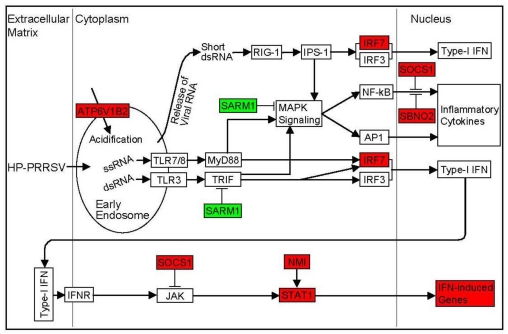 Extracellular
Matrix
Cytoplasm
Nucleus
Short
dsRNA
RIG-1
IPS-1
IRF7
IRF3
Type-I IFN
Release of
Viral RNA
ATP6V1B2
Acidification
SARM1
MAPK
Signaling
NF-kB
SOCS1
SBNO2
AP1
Inflammatory
Cytokines
HP-PRRSV
ssRNA
TLR7/8
MyD88
IRF7
dsRNA
TLR3
TRIF
IRF3
Type-I IFN
Early
Endosome
SARM1
Type-I IFN
IFNR
SOCS1
JAK
NMI
STAT1
IFN-induced
Genes